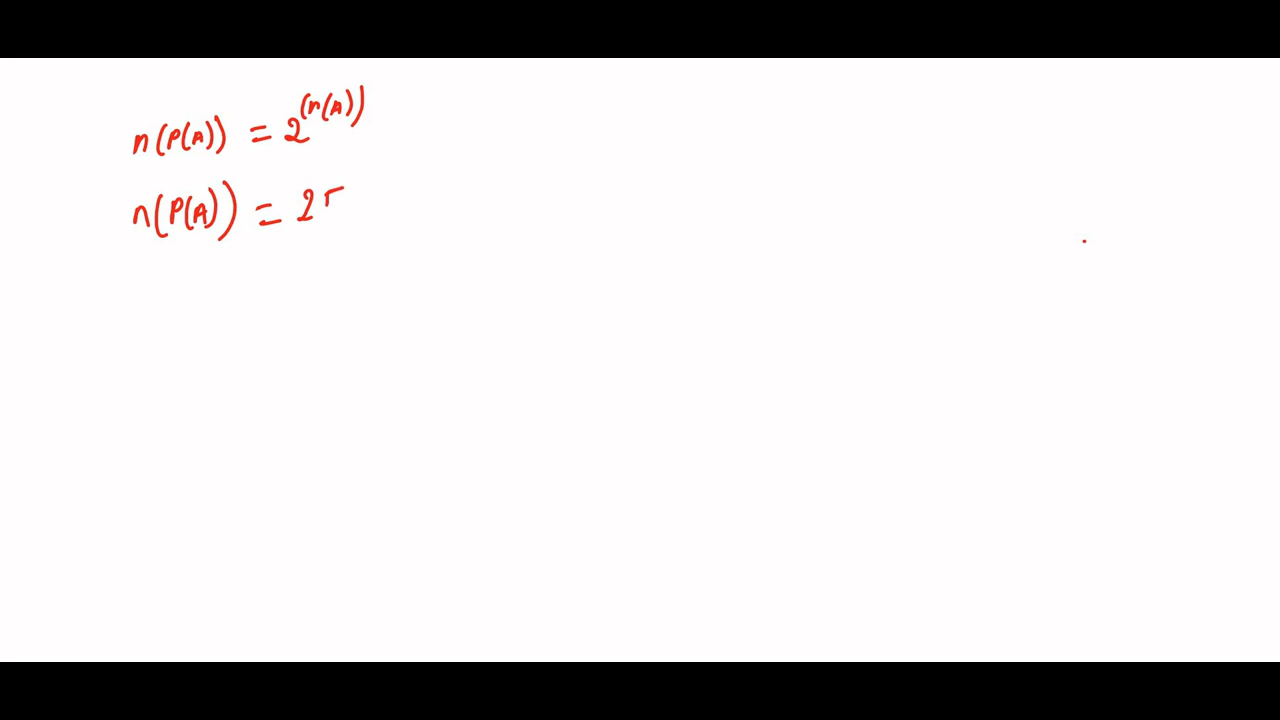 n(P(A)) = 2^(n(A))
n(P(A)) = 2